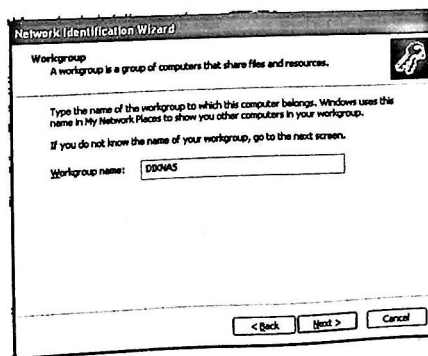 Network Identification Wizard
Workgroup
A workgroup is a group of computers that share files and resources.
Type the name of the workgroup to which this computer belongs. Windows uses this
name in My Network Places to show you other computers in your workgroup.
If you do not know the name of your workgroup, go to the next screen.
Workgroup name:
< Back
Next >
Cancel